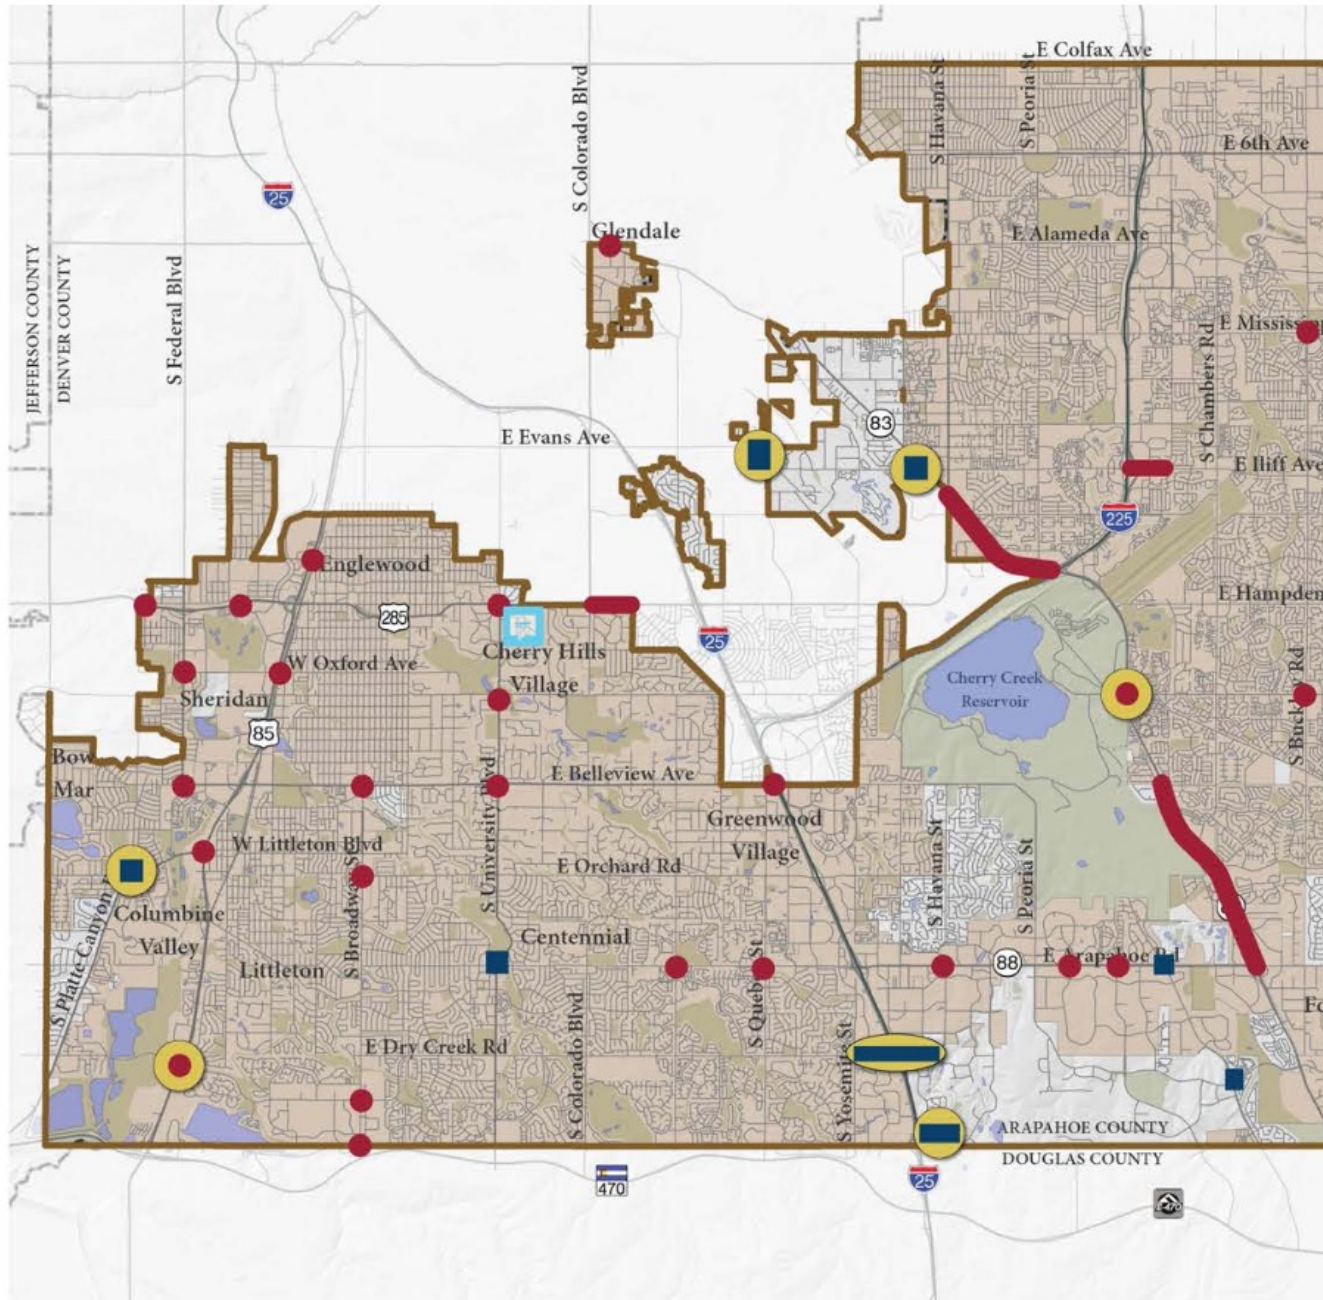 E Colfax Ave
S Havana St
S Peoria St
S Colorado Blvd
E 6th Ave
25
Glendale
E Alameda Ave
JEFFERSON COUNTY
DENVER COUNTY
S Federal Blvd
S Chambers Rd
83
E Evans Ave
E Iliff Ave
225
Englewood
285
E Hampden
25
W Oxford Ave
Cherry Hills
Village
Cherry Creek
Reservoir
Sheridan
85
Bow
Mar
E Belleview Ave
S University Blvd
Greenwood
Village
W Littleton Blvd
E Orchard Rd
S Havana St
S Peoria St
S Broadway St
Columbine
Valley
Centennial
Littleton
88
E Arapahoe Rd
S Platte Canyon
S Quebec St
E Dry Creek Rd
S Colorado Blvd
S Yosemite St
ARAPAHOE COUNTY
DOUGLAS COUNTY
470
25